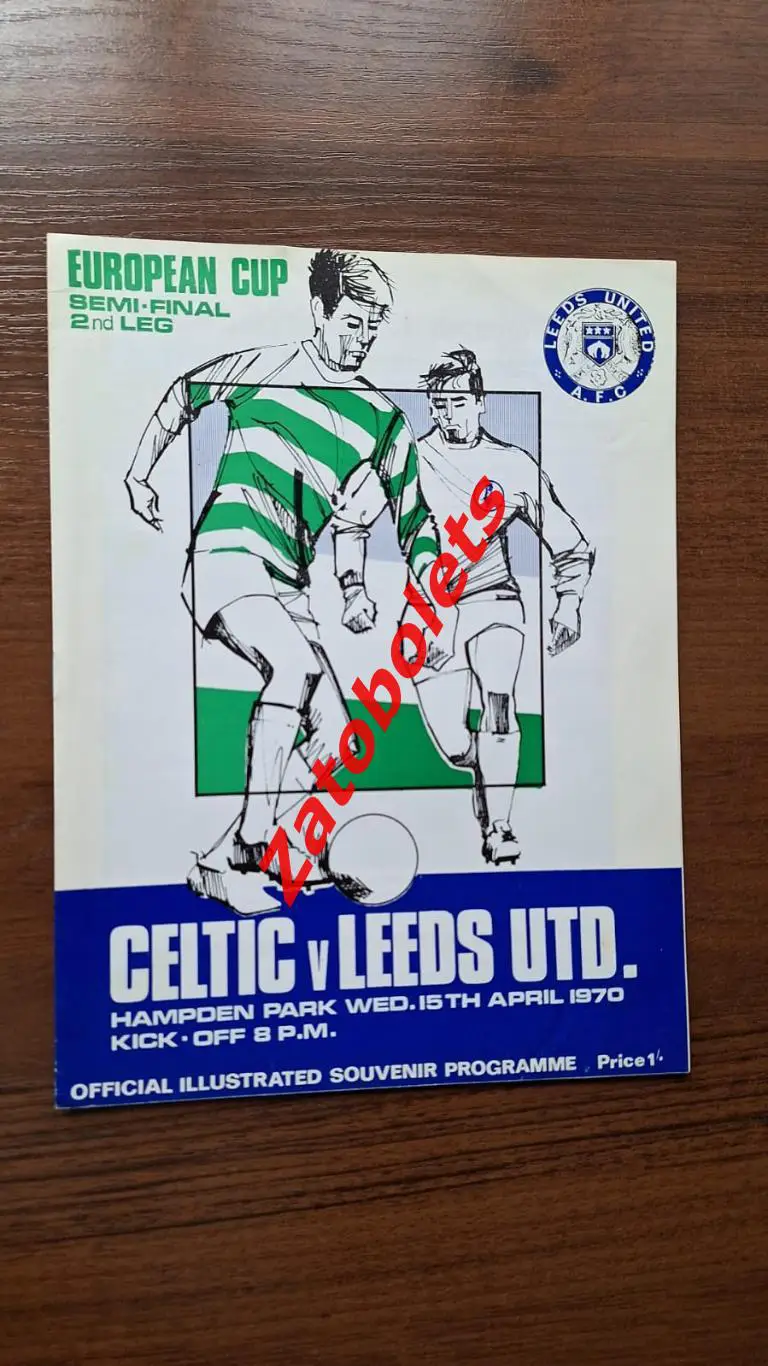 EUROPEAN CUP
SEMI-FINAL
2nd LEG
LEEDS UNITED
A.F.C
Zatobolets
CELTIC v LEEDS UTD.
HAMPDEN PARK WED. 15TH APRIL 1970
KICK-OFF 8 P.M.
OFFICIAL ILLUSTRATED SOUVENIR PROGRAMME Price 1/-